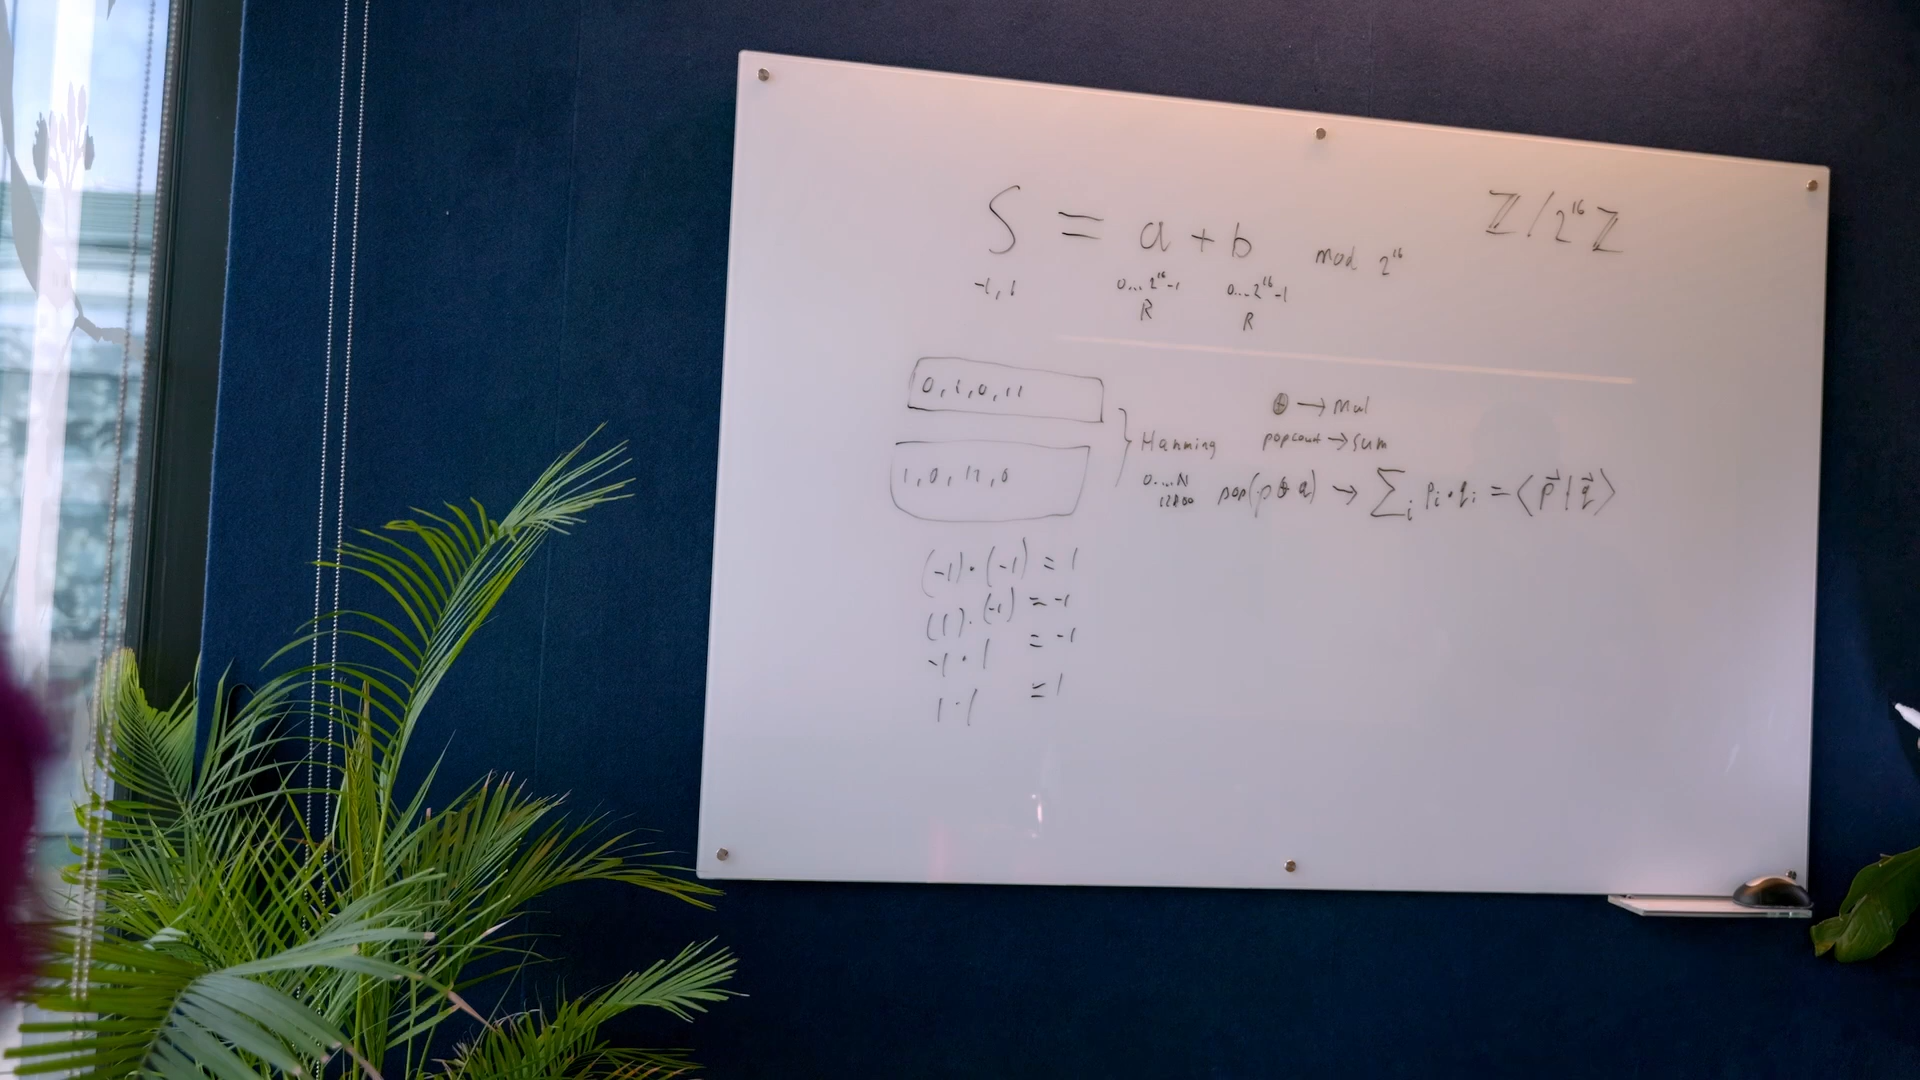 S = a + b mod 2¹⁶
ℤ/2¹⁶ℤ
-1, 1
0...2¹⁶-1
0...2¹⁶-1
R
R
0, 1, 0, 11
1, 0, 11, 0
} Hamming
0....N
⊕ → Mul
popcount → sum
pop(p ⊕ q) → ∑ᵢ pᵢ · qᵢ = ⟨p⃗ | q⃗⟩
(-1) · (-1) = 1
(1) · (-1) = -1
-1 · 1 = -1
1 · 1 = 1